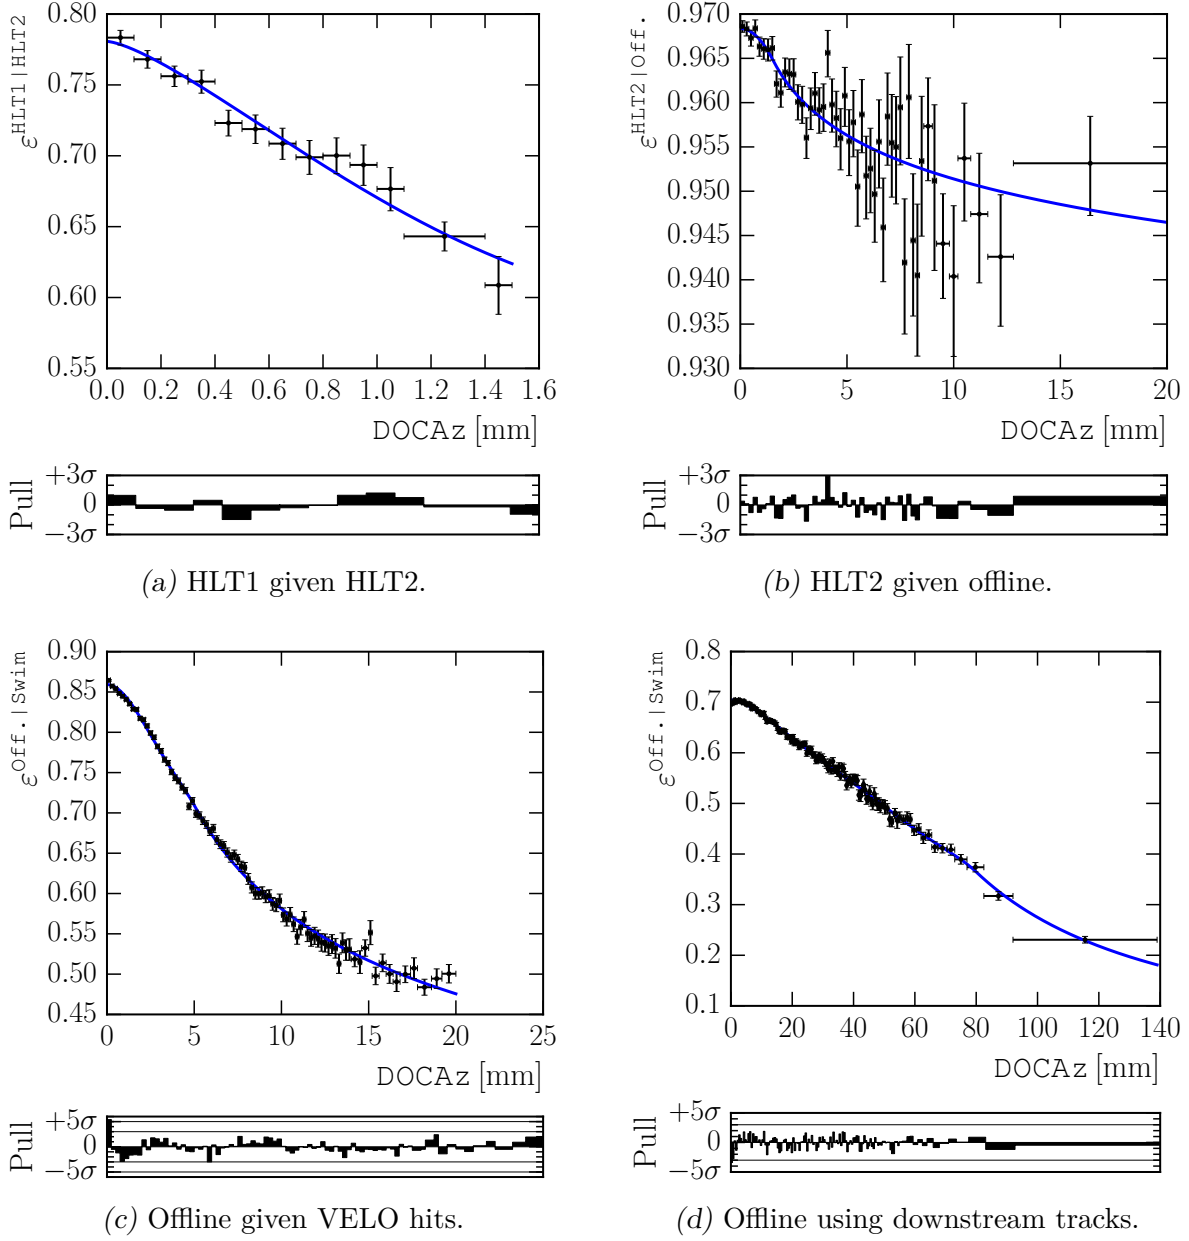 0.80
0.75
0.70
0.65
0.60
0.55
ε^HLT1|HLT2
0.0 0.2 0.4 0.6 0.8 1.0 1.2 1.4 1.6
DOCAz [mm]
Pull
+3σ
0
−3σ
(a) HLT1 given HLT2.
0.970
0.965
0.960
0.955
0.950
0.945
0.940
0.935
0.930
ε^HLT2|Off.
0 5 10 15 20
DOCAz [mm]
Pull
+3σ
0
−3σ
(b) HLT2 given offline.
0.90
0.85
0.80
0.75
0.70
0.65
0.60
0.55
0.50
0.45
ε^Off.|Swim
0 5 10 15 20 25
DOCAz [mm]
Pull
+5σ
0
−5σ
(c) Offline given VELO hits.
0.8
0.7
0.6
0.5
0.4
0.3
0.2
0.1
ε^Off.|Swim
0 20 40 60 80 100 120 140
DOCAz [mm]
Pull
+5σ
0
−5σ
(d) Offline using downstream tracks.